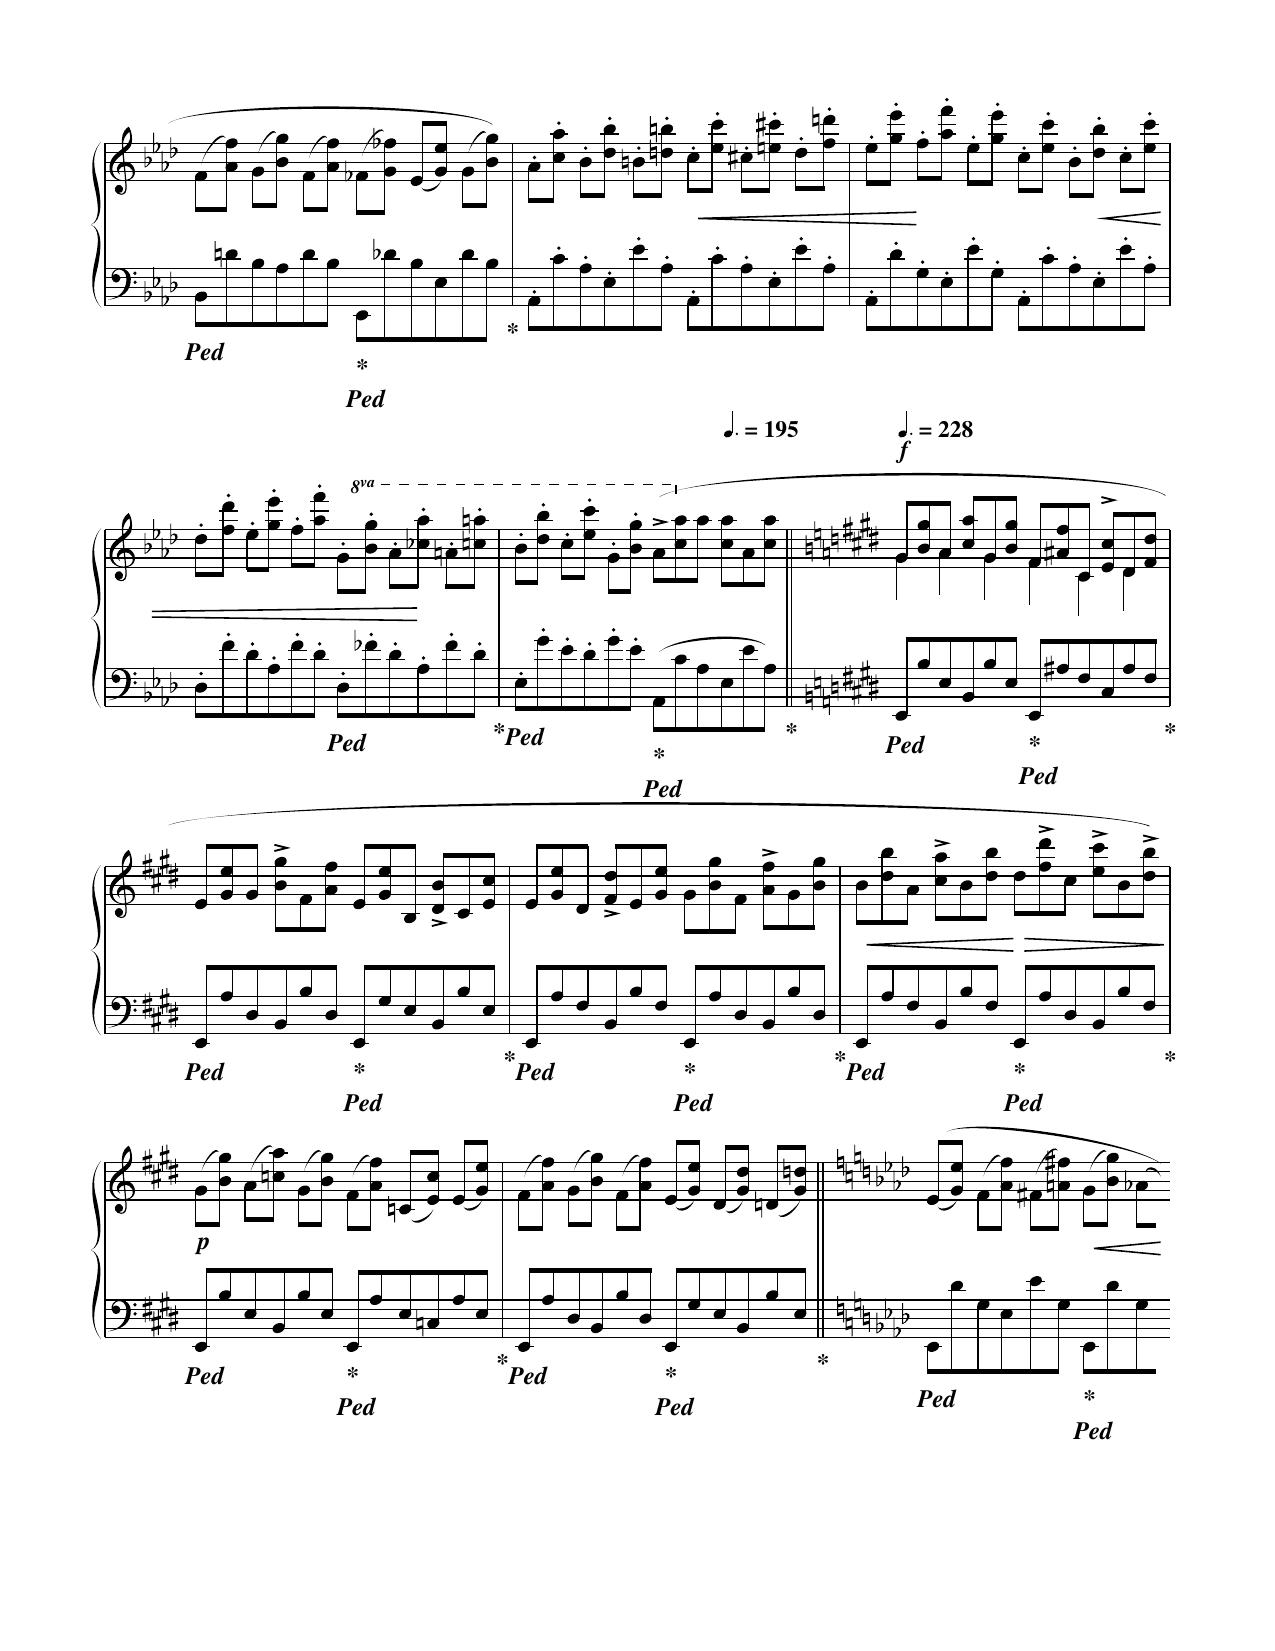 Ped
*
*
Ped
♩. = 195 ♩. = 228
f
8va
Ped * Ped * * Ped * *
Ped Ped
Ped * * Ped * * Ped * *
Ped Ped Ped
p
Ped * * Ped * * Ped *
Ped Ped Ped